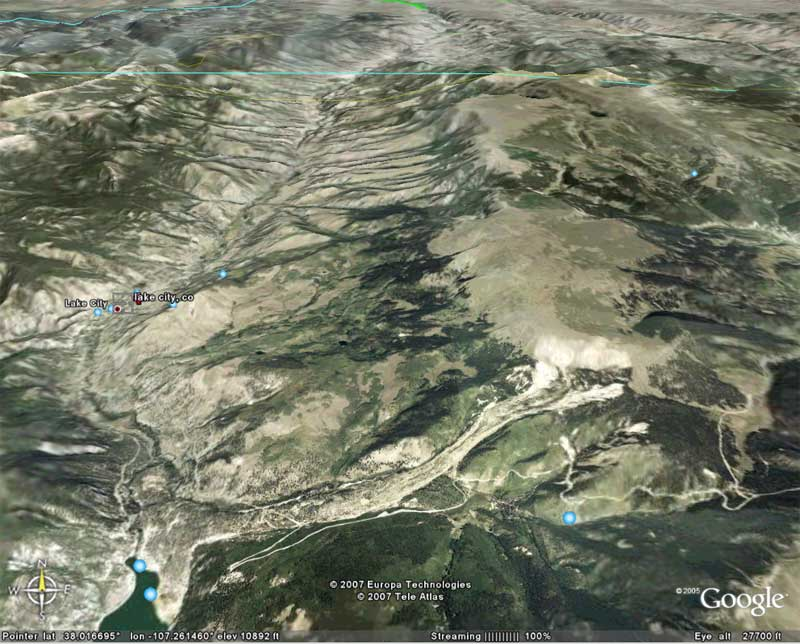 Lake City
lake city, co
© 2007 Europa Technologies
© 2007 Tele Atlas
©2005 Google™
N
W E
S
Pointer lat 38.016695° lon -107.261460° elev 10892 ft
Streaming |||||||||| 100%
Eye alt 27700 ft